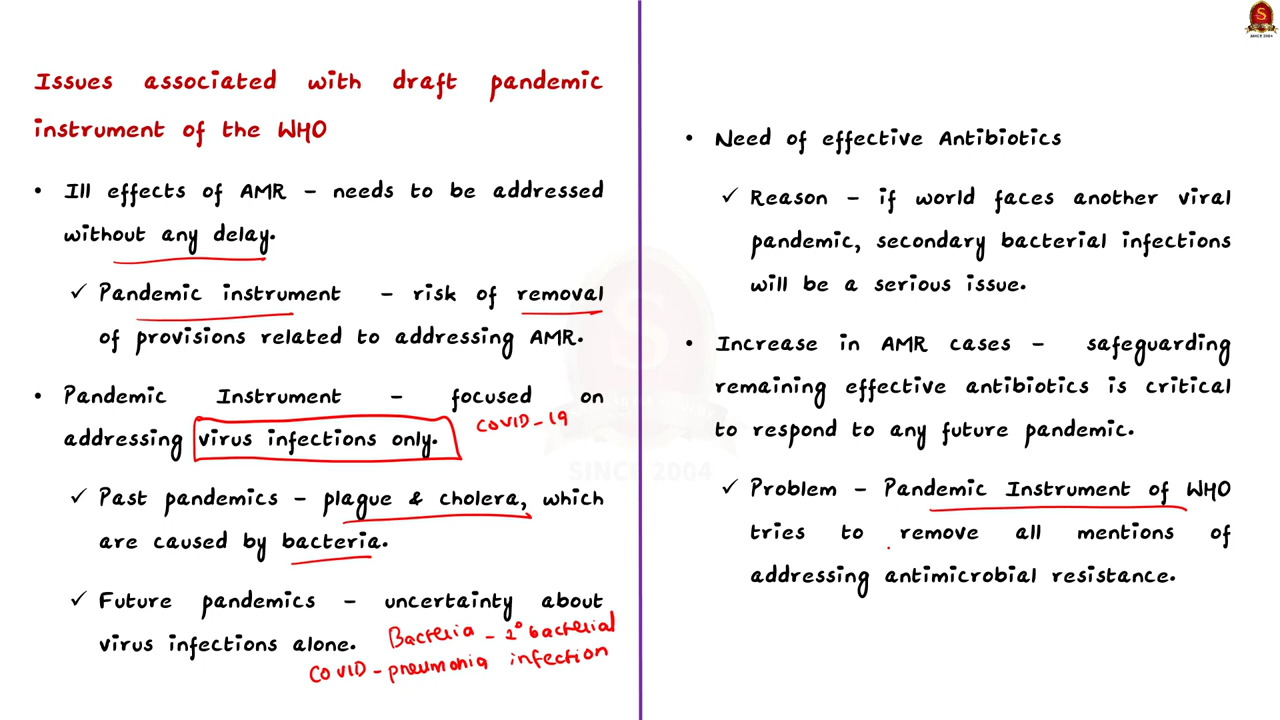 Issues associated with draft pandemic
instrument of the WHO
• Ill effects of AMR – needs to be addressed
without any delay.
✓ Pandemic instrument – risk of removal
of provisions related to addressing AMR.
• Pandemic Instrument – focused on
COVID-19
addressing virus infections only.
✓ Past pandemics – plague & cholera, which
are caused by bacteria.
✓ Future pandemics – uncertainty about
virus infections alone.
Bacteria – 2° bacterial
COVID – pneumonia infection
• Need of effective Antibiotics
✓ Reason – if world faces another viral
pandemic, secondary bacterial infections
will be a serious issue.
• Increase in AMR cases – safeguarding
remaining effective antibiotics is critical
to respond to any future pandemic.
✓ Problem – Pandemic Instrument of WHO
tries to remove all mentions of
addressing antimicrobial resistance.
S
SINCE 2004
S
SINCE 2004